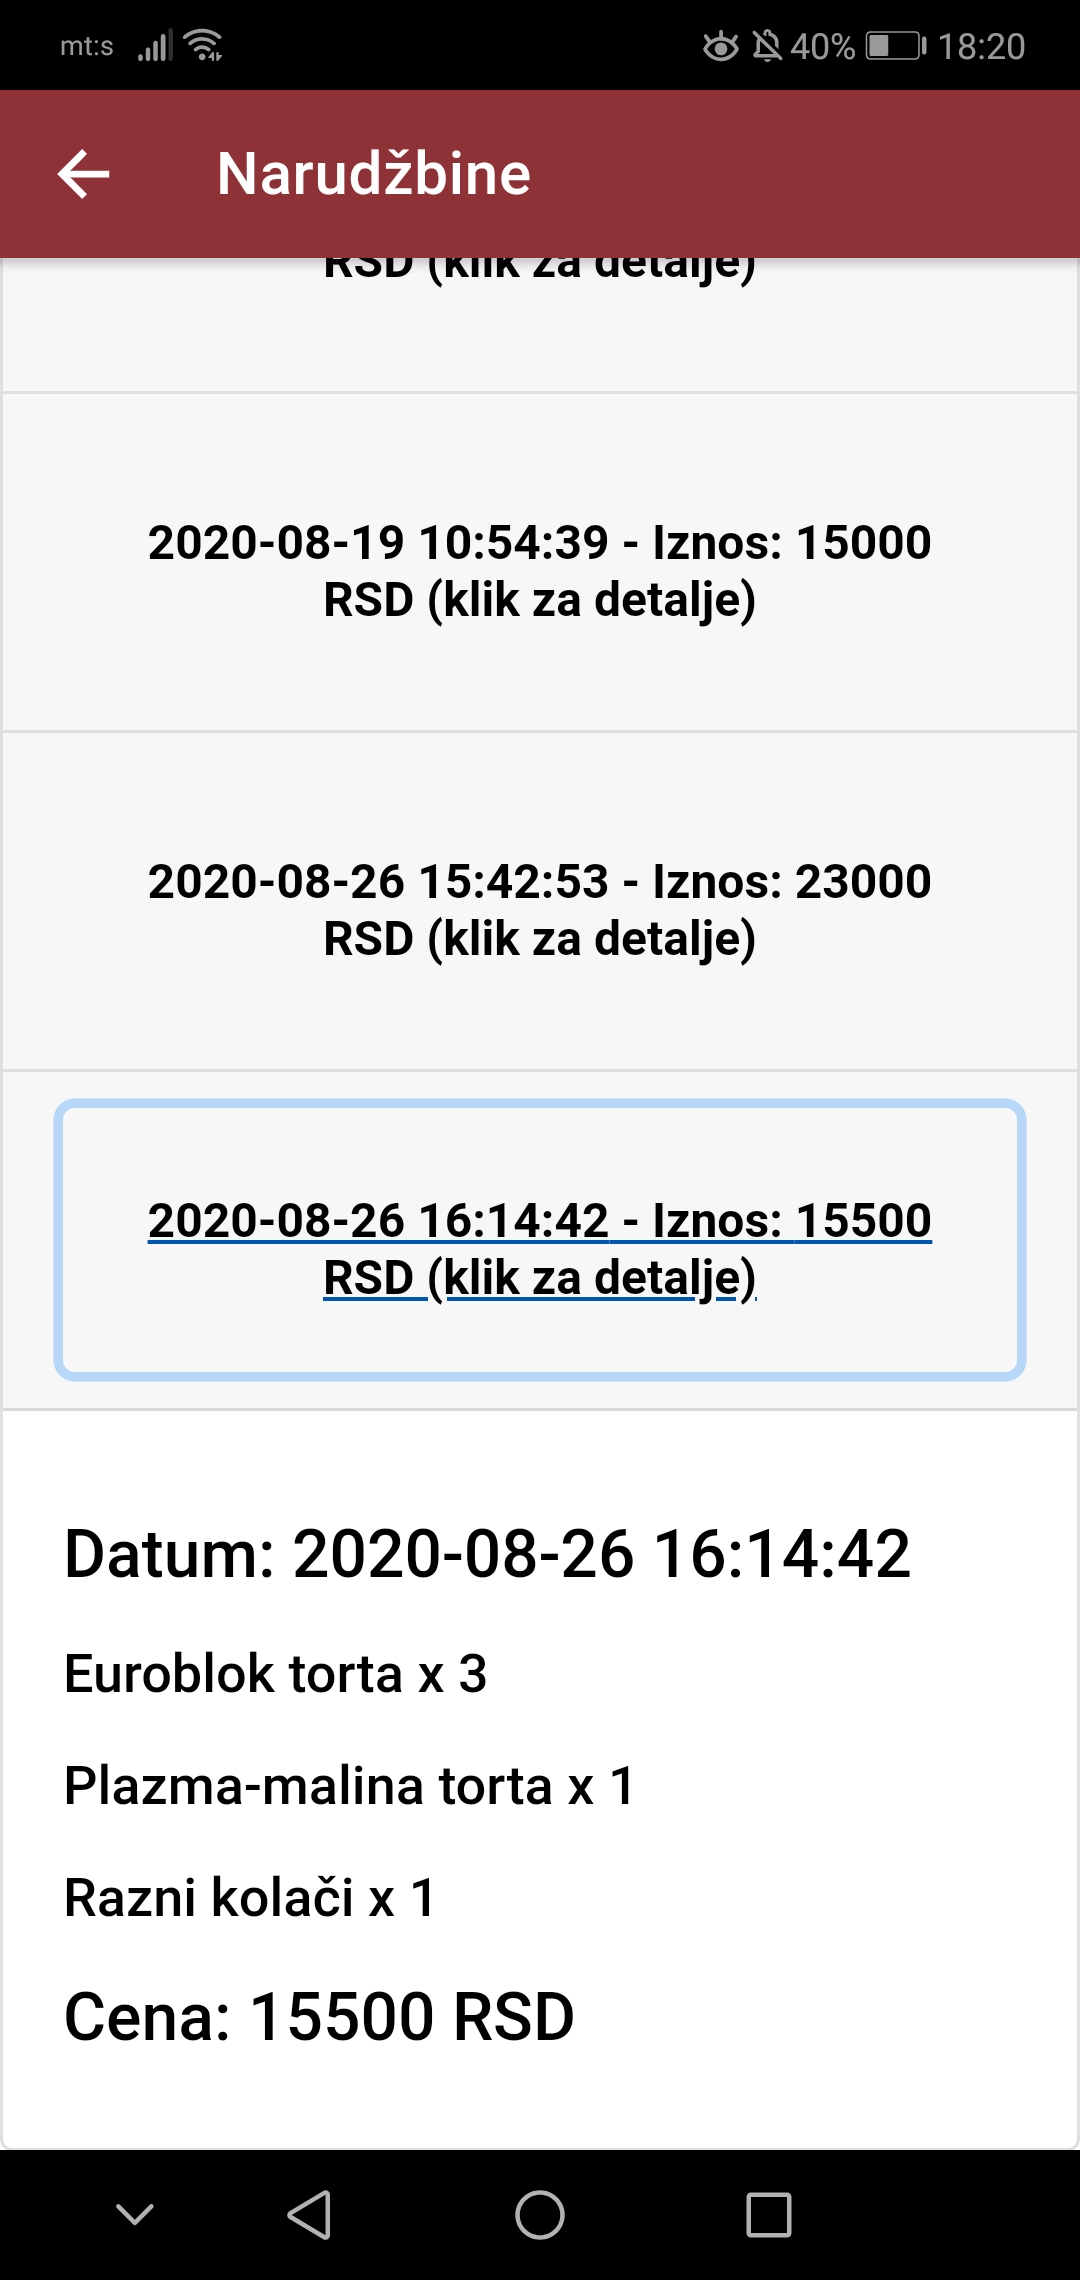 mt:s 40% 18:20
Narudžbine
RSD (klik za detalje)
2020-08-19 10:54:39 - Iznos: 15000
RSD (klik za detalje)
2020-08-26 15:42:53 - Iznos: 23000
RSD (klik za detalje)
2020-08-26 16:14:42 - Iznos: 15500
RSD (klik za detalje)
Datum: 2020-08-26 16:14:42
Euroblok torta x 3
Plazma-malina torta x 1
Razni kolači x 1
Cena: 15500 RSD